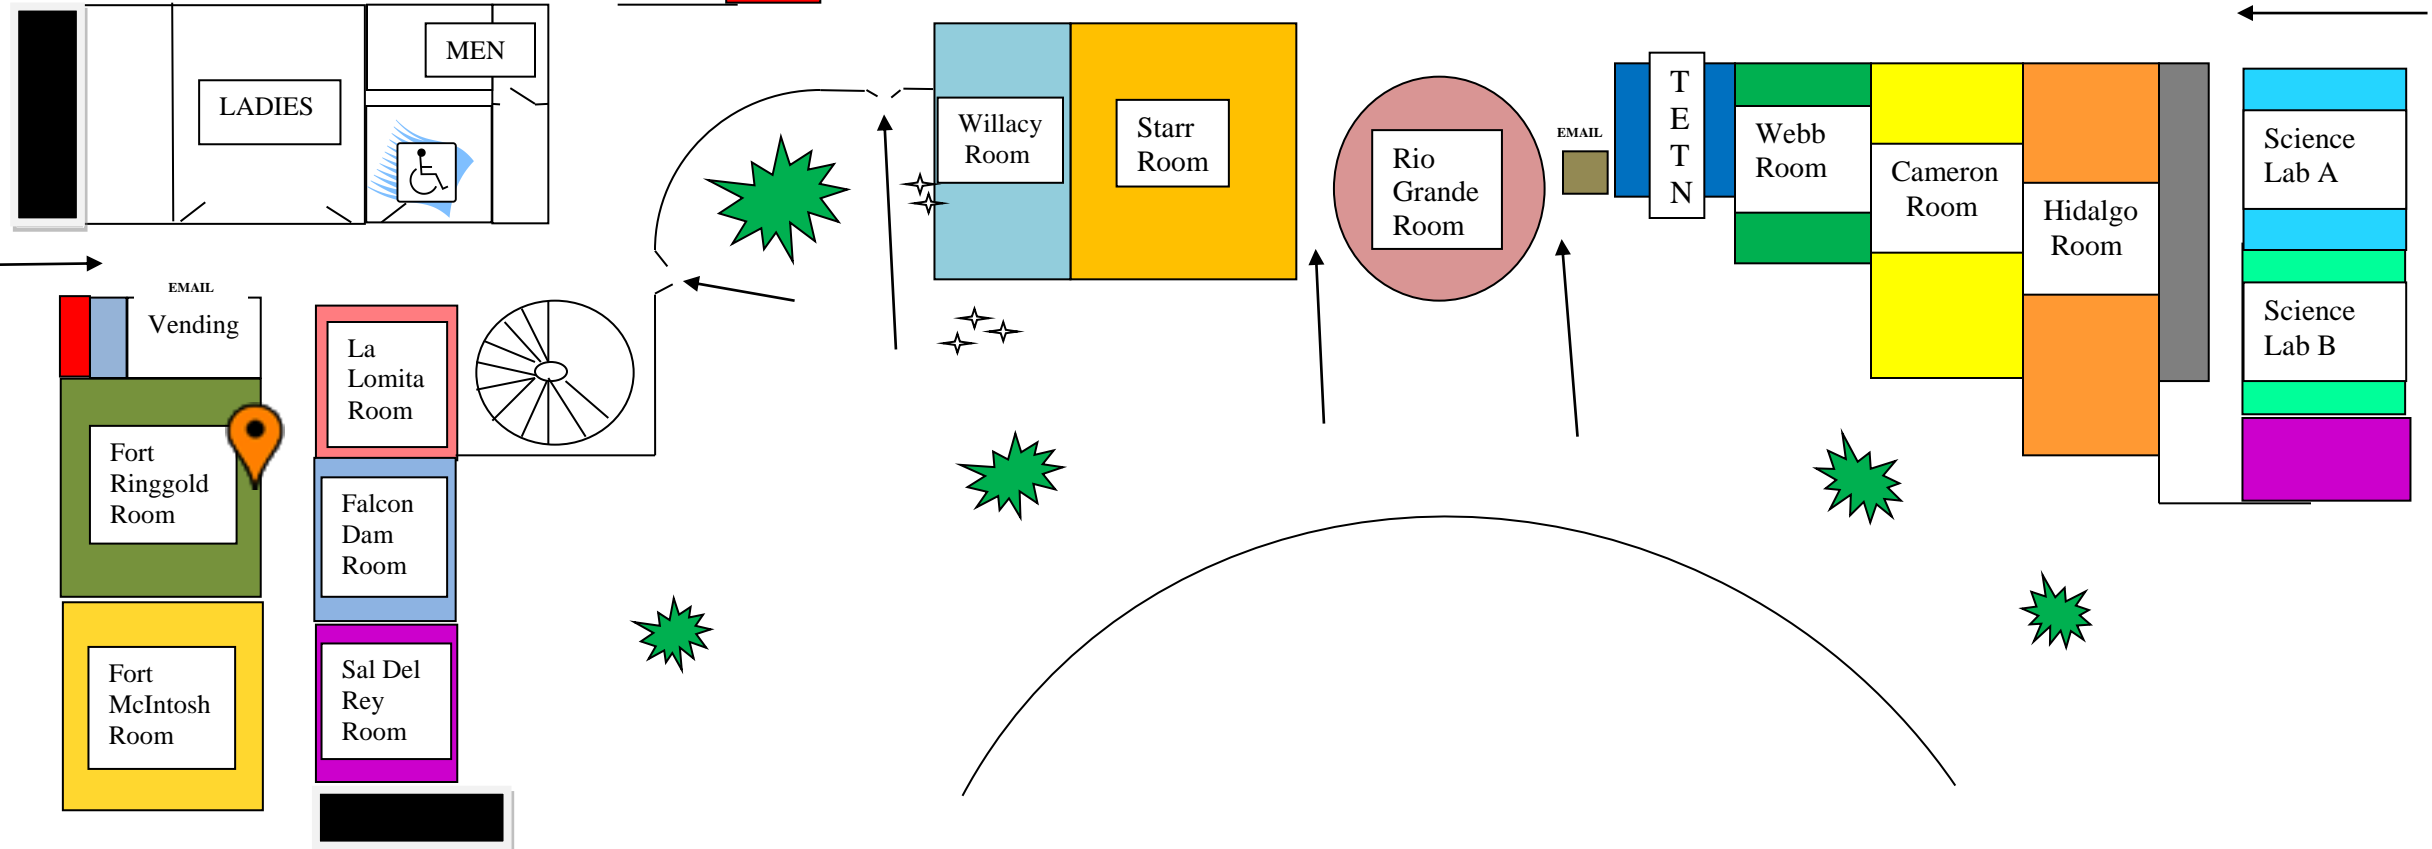 MEN
LADIES
EMAIL
Vending
La
Lomita
Room
Fort
Ringgold
Room
Falcon
Dam
Room
Fort
McIntosh
Room
Sal Del
Rey
Room
Willacy
Room
Starr
Room
Rio
Grande
Room
EMAIL
T
E
T
N
Webb
Room
Cameron
Room
Hidalgo
Room
Science
Lab A
Science
Lab B